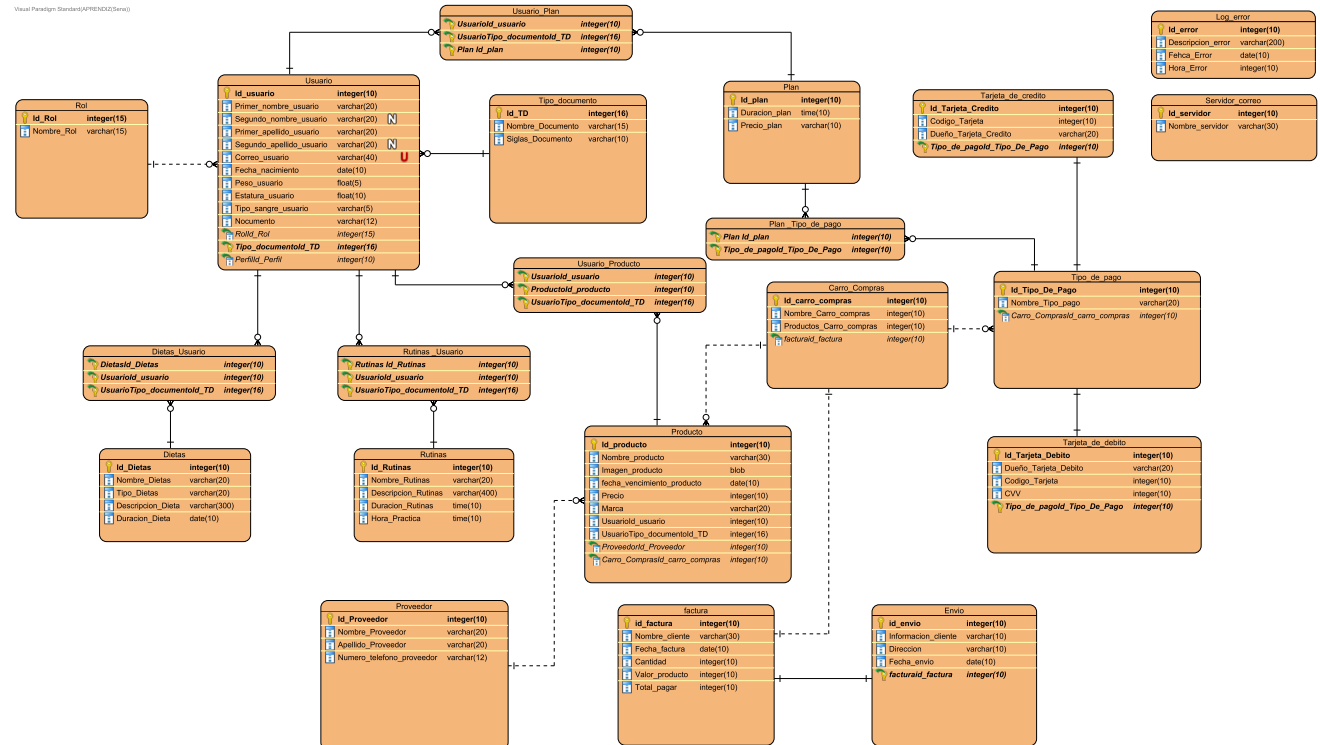 Visual Paradigm Standard(APRENDIZ(Sena))
Usuario_Plan
UsuarioId_usuario integer(10)
UsuarioTipo_documentoId_TD integer(16)
Plan Id_plan integer(10)
Log_error
Id_error integer(10)
Descripcion_error varchar(200)
Fehca_Error date(10)
Hora_Error integer(10)
Usuario
Id_usuario integer(10)
Primer_nombre_usuario varchar(20)
Segundo_nombre_usuario varchar(20) N
Primer_apellido_usuario varchar(20)
Segundo_apellido_usuario varchar(20) N
Correo_usuario varchar(40) U
Fecha_nacimiento date(10)
Peso_usuario float(5)
Estatura_usuario float(10)
Tipo_sangre_usuario varchar(5)
Nocumento varchar(12)
RolId_Rol integer(15)
Tipo_documentoId_TD integer(16)
PerfilId_Perfil integer(10)
Rol
Id_Rol integer(15)
Nombre_Rol varchar(15)
Tipo_documento
Id_TD integer(16)
Nombre_Documento varchar(15)
Siglas_Documento varchar(10)
Plan
Id_plan integer(10)
Duracion_plan time(10)
Precio_plan varchar(10)
Tarjeta_de_credito
Id_Tarjeta_Credito integer(10)
Codigo_Tarjeta integer(10)
Dueño_Tarjeta_Credito varchar(20)
Tipo_de_pagoId_Tipo_De_Pago integer(10)
Servidor_correo
Id_servidor integer(10)
Nombre_servidor varchar(30)
Plan _Tipo_de_pago
Plan Id_plan integer(10)
Tipo_de_pagoId_Tipo_De_Pago integer(10)
Usuario_Producto
UsuarioId_usuario integer(10)
ProductoId_producto integer(10)
UsuarioTipo_documentoId_TD integer(16)
Carro_Compras
Id_carro_compras integer(10)
Nombre_Carro_compras integer(10)
Productos_Carro_compras integer(10)
facturaid_factura integer(10)
Tipo_de_pago
Id_Tipo_De_Pago integer(10)
Nombre_Tipo_pago varchar(20)
Carro_ComprasId_carro_compras integer(10)
Dietas_Usuario
DietasId_Dietas integer(10)
UsuarioId_usuario integer(10)
UsuarioTipo_documentoId_TD integer(16)
Rutinas _Usuario
Rutinas Id_Rutinas integer(10)
UsuarioId_usuario integer(10)
UsuarioTipo_documentoId_TD integer(16)
Dietas
Id_Dietas integer(10)
Nombre_Dietas varchar(20)
Tipo_Dietas varchar(20)
Descripcion_Dieta varchar(300)
Duracion_Dieta date(10)
Rutinas
Id_Rutinas integer(10)
Nombre_Rutinas varchar(20)
Descripcion_Rutinas varchar(400)
Duracion_Rutinas time(10)
Hora_Practica time(10)
Producto
Id_producto integer(10)
Nombre_producto varchar(30)
Imagen_producto blob
fecha_vencimiento_producto date(10)
Precio integer(10)
Marca varchar(20)
UsuarioId_usuario integer(10)
UsuarioTipo_documentoId_TD integer(16)
ProveedorId_Proveedor integer(10)
Carro_ComprasId_carro_compras integer(10)
Tarjeta_de_debito
Id_Tarjeta_Debito integer(10)
Dueño_Tarjeta_Debito varchar(20)
Codigo_Tarjeta integer(10)
CVV integer(10)
Tipo_de_pagoId_Tipo_De_Pago integer(10)
Proveedor
Id_Proveedor integer(10)
Nombre_Proveedor varchar(20)
Apellido_Proveedor varchar(20)
Numero_telefono_proveedor varchar(12)
factura
id_factura integer(10)
Nombre_cliente varchar(30)
Fecha_factura date(10)
Cantidad integer(10)
Valor_producto integer(10)
Total_pagar integer(10)
Envio
id_envio integer(10)
Informacion_cliente varchar(10)
Direccion varchar(10)
Fecha_envio date(10)
facturaid_factura integer(10)